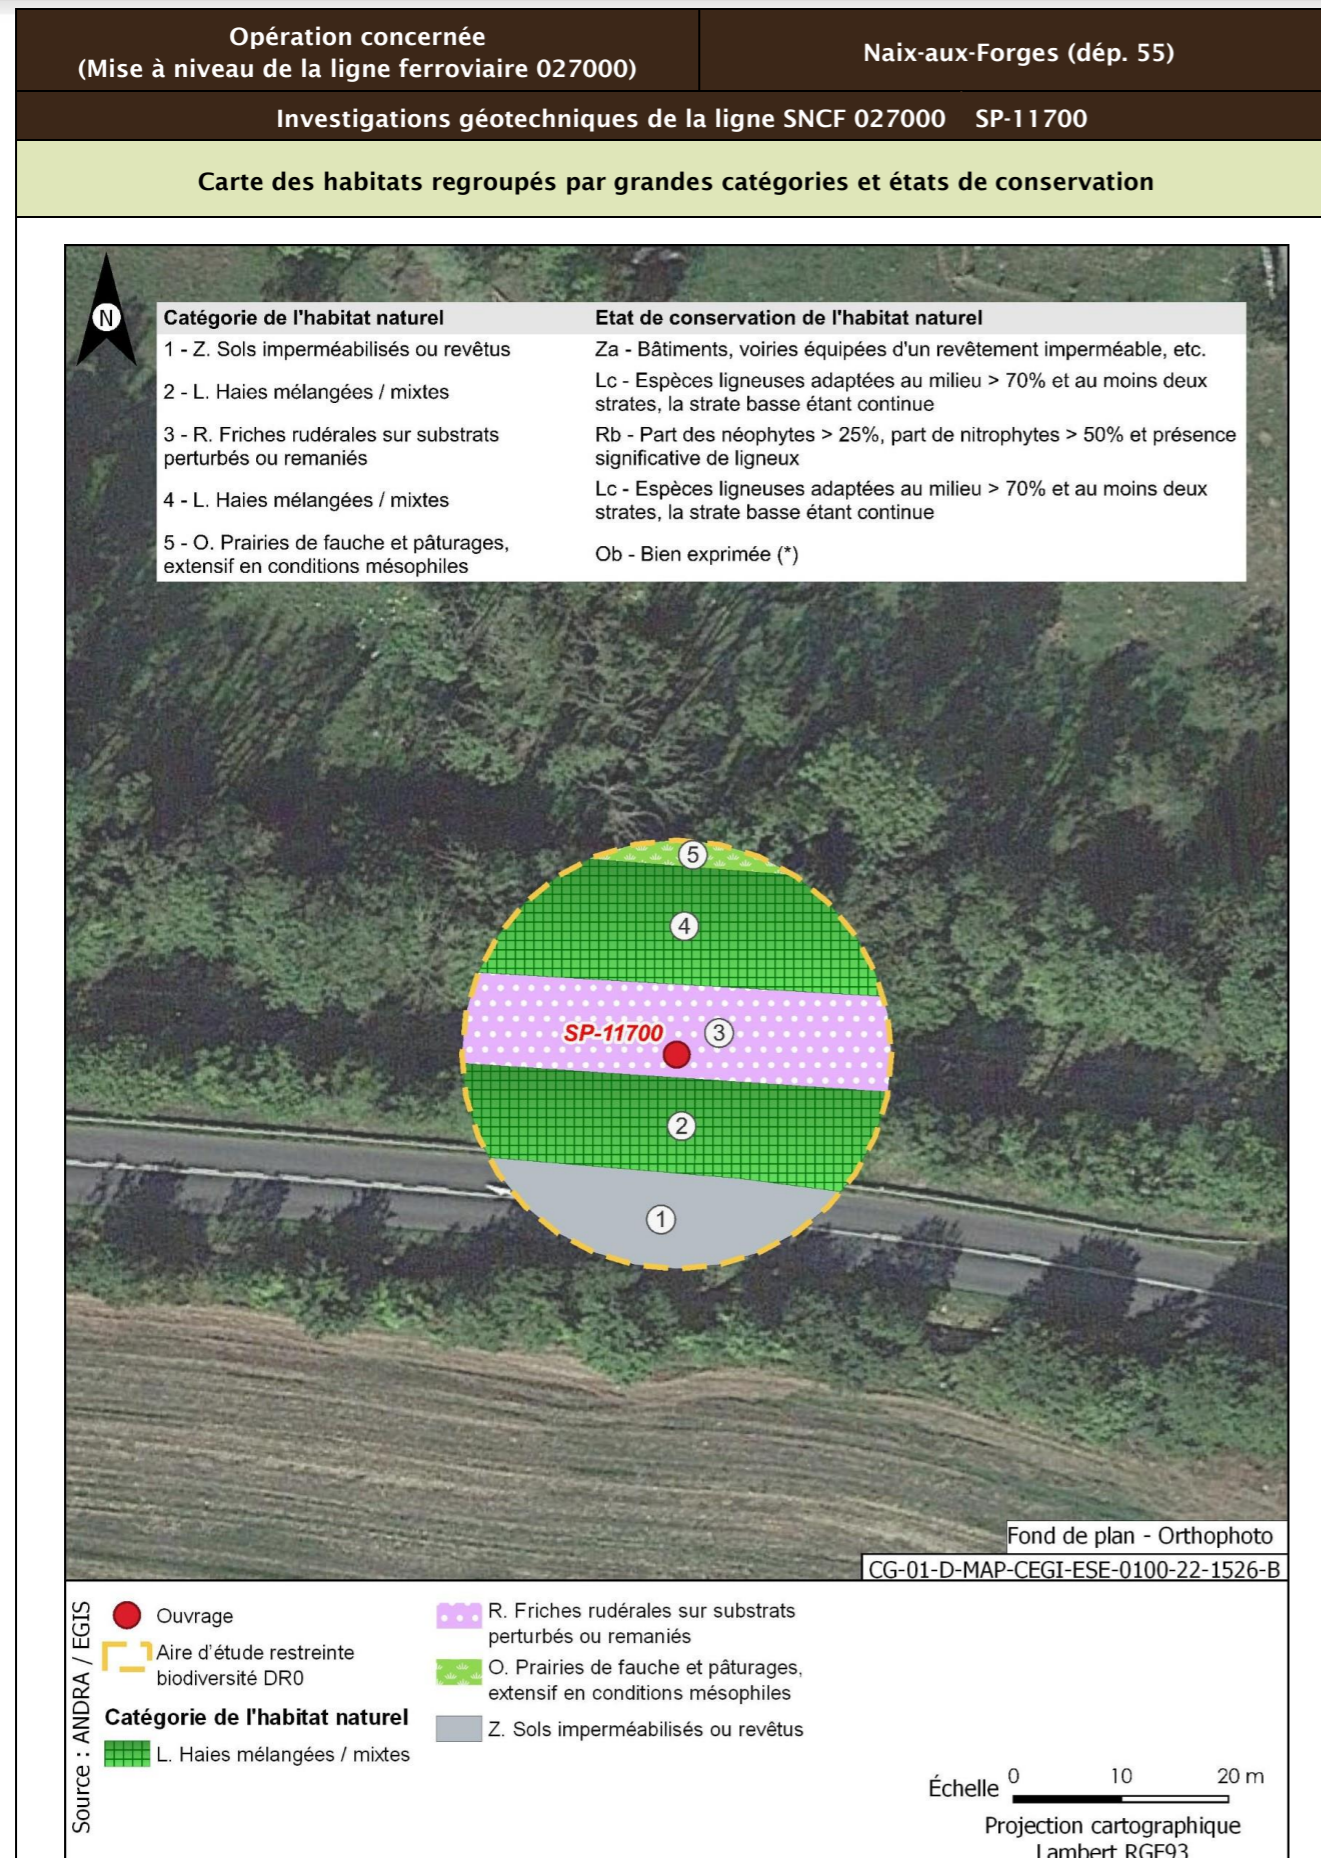 Opération concernée
(Mise à niveau de la ligne ferroviaire 027000)
Naix-aux-Forges (dép. 55)
Investigations géotechniques de la ligne SNCF 027000 SP-11700
Carte des habitats regroupés par grandes catégories et états de conservation
N
Catégorie de l'habitat naturel
Etat de conservation de l'habitat naturel
1 - Z. Sols imperméabilisés ou revêtus
Za - Bâtiments, voiries équipées d'un revêtement imperméable, etc.
2 - L. Haies mélangées / mixtes
Lc - Espèces ligneuses adaptées au milieu > 70% et au moins deux
strates, la strate basse étant continue
3 - R. Friches rudérales sur substrats
perturbés ou remaniés
Rb - Part des néophytes > 25%, part de nitrophytes > 50% et présence
significative de ligneux
4 - L. Haies mélangées / mixtes
Lc - Espèces ligneuses adaptées au milieu > 70% et au moins deux
strates, la strate basse étant continue
5 - O. Prairies de fauche et pâturages,
extensif en conditions mésophiles
Ob - Bien exprimée (*)
5
4
SP-11700
3
2
1
Fond de plan - Orthophoto
CG-01-D-MAP-CEGI-ESE-0100-22-1526-B
Source : ANDRA / EGIS
Ouvrage
Aire d'étude restreinte
biodiversité DR0
Catégorie de l'habitat naturel
L. Haies mélangées / mixtes
R. Friches rudérales sur substrats
perturbés ou remaniés
O. Prairies de fauche et pâturages,
extensif en conditions mésophiles
Z. Sols imperméabilisés ou revêtus
Échelle 0 10 20 m
Projection cartographique
Lambert RGF93